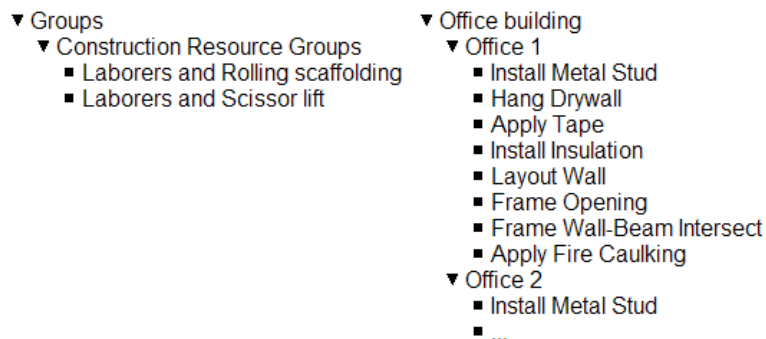 Groups
Construction Resource Groups
Laborers and Rolling scaffolding
Laborers and Scissor lift
Office building
Office 1
Install Metal Stud
Hang Drywall
Apply Tape
Install Insulation
Layout Wall
Frame Opening
Frame Wall-Beam Intersect
Apply Fire Caulking
Office 2
Install Metal Stud
...